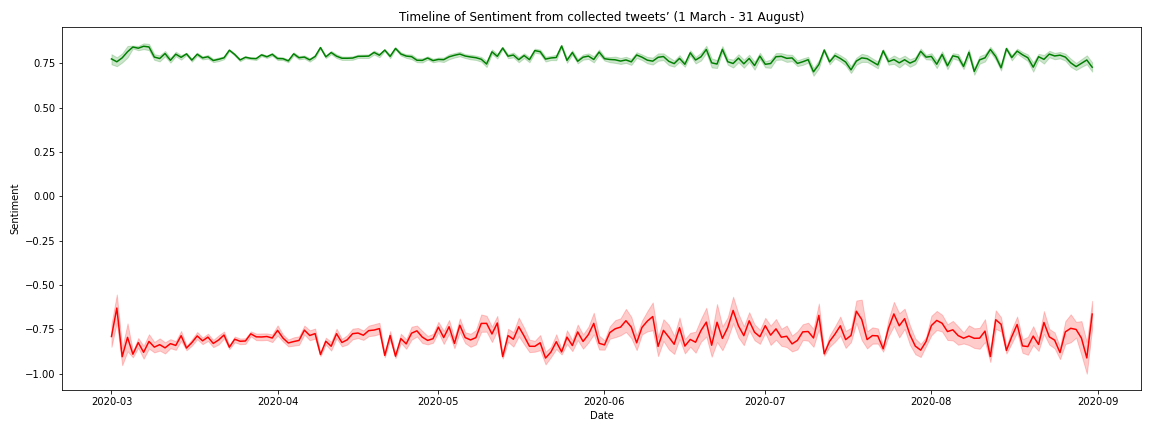 Timeline of Sentiment from collected tweets’ (1 March - 31 August)
Sentiment
0.75
0.50
0.25
0.00
−0.25
−0.50
−0.75
−1.00
2020-03 2020-04 2020-05 2020-06 2020-07 2020-08 2020-09
Date